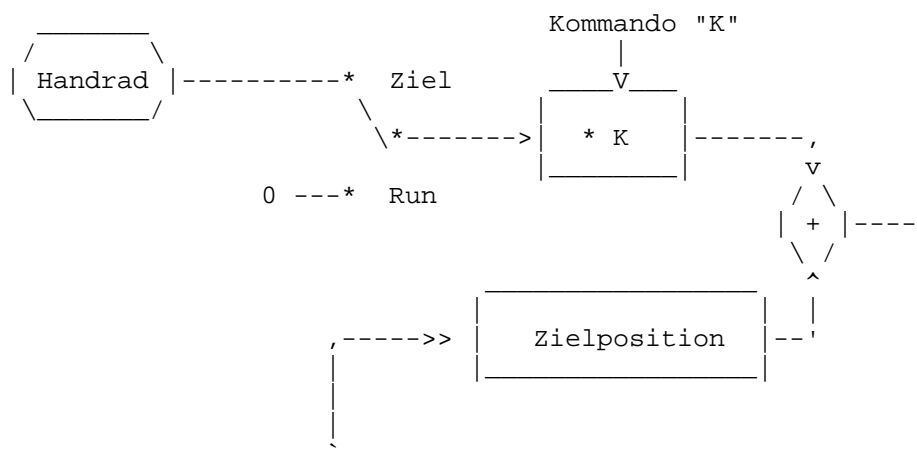 Kommando "K"
Handrad Ziel
* K
0 ---* Run
+
Zielposition